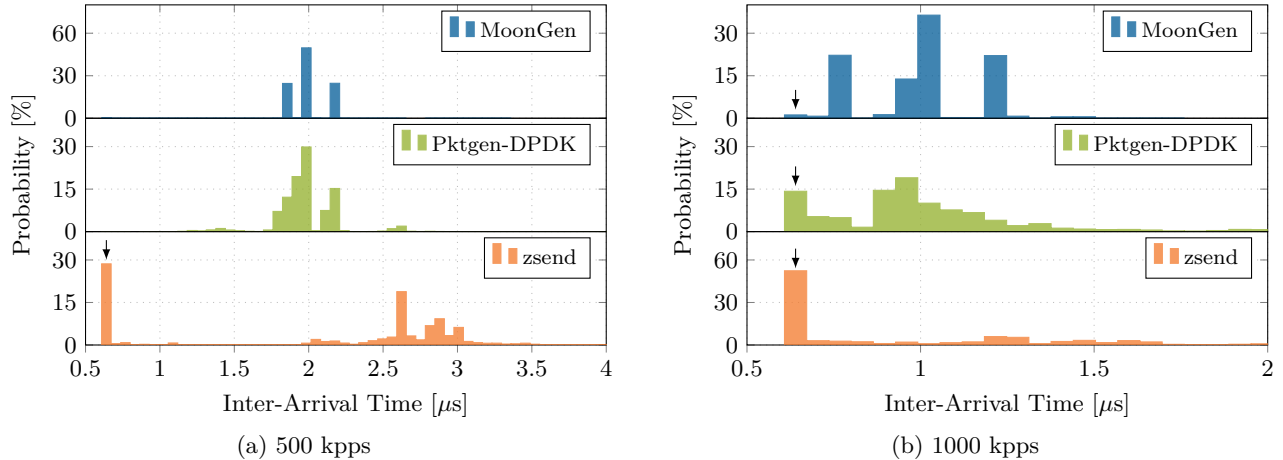 Probability [%]
60
30
0
MoonGen
30
15
0
Pktgen-DPDK
30
15
0
zsend
0.5 1 1.5 2 2.5 3 3.5 4
Inter-Arrival Time [μs]
(a) 500 kpps
Probability [%]
40
20
0
MoonGen
30
15
0
Pktgen-DPDK
60
30
0
zsend
0.5 1 1.5 2
Inter-Arrival Time [μs]
(b) 1000 kpps